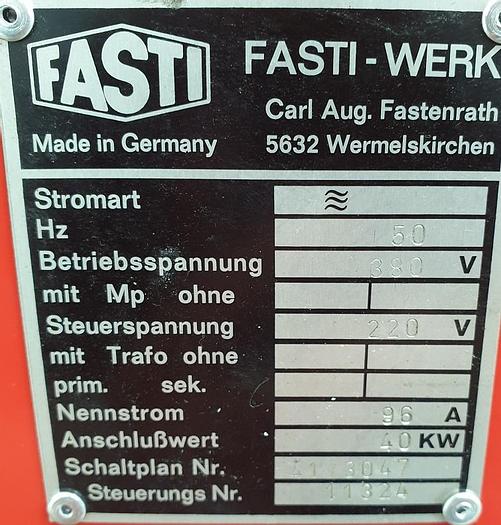 FASTI
FASTI-WERK
Carl Aug. Fastenrath
Made in Germany
5632 Wermelskirchen
Stromart ≋
Hz 50
Betriebsspannung 380 V
mit Mp ohne
Steuerspannung 220 V
mit Trafo ohne
prim. sek.
Nennstrom 96 A
Anschlußwert 40 KW
Schaltplan Nr.
Steuerungs Nr. 11324